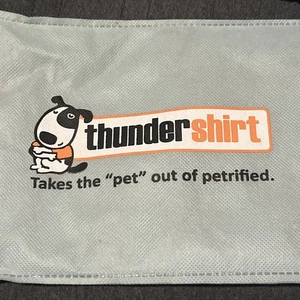 thundershirt
Takes the “pet” out of petrified.